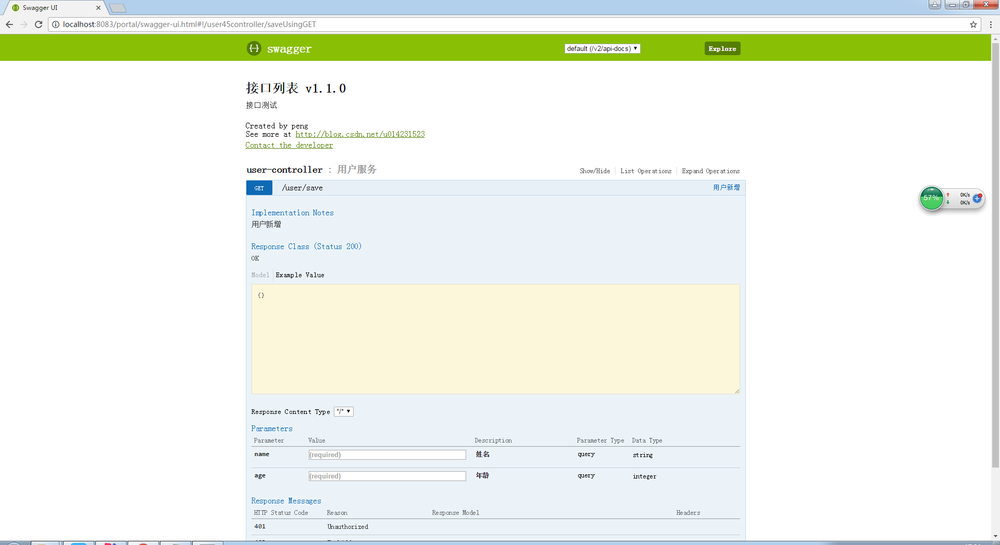 Swagger UI
localhost:8083/portal/swagger-ui.html#!/user45controller/saveUsingGET
{···} swagger
default (/v2/api-docs)
Explore
接口列表 v1.1.0
接口测试
Created by peng
See more at http://blog.csdn.net/u014231523
Contact the developer
user-controller : 用户服务
Show/Hide
List Operations
Expand Operations
GET /user/save 用户新增
57%
0K/s
0K/s
Implementation Notes
用户新增
Response Class (Status 200)
OK
Model Example Value
{}
Response Content Type */*
Parameters
Parameter Value Description Parameter Type Data Type
name (required) 姓名 query string
age (required) 年龄 query integer
Response Messages
HTTP Status Code Reason Response Model Headers
401 Unauthorized